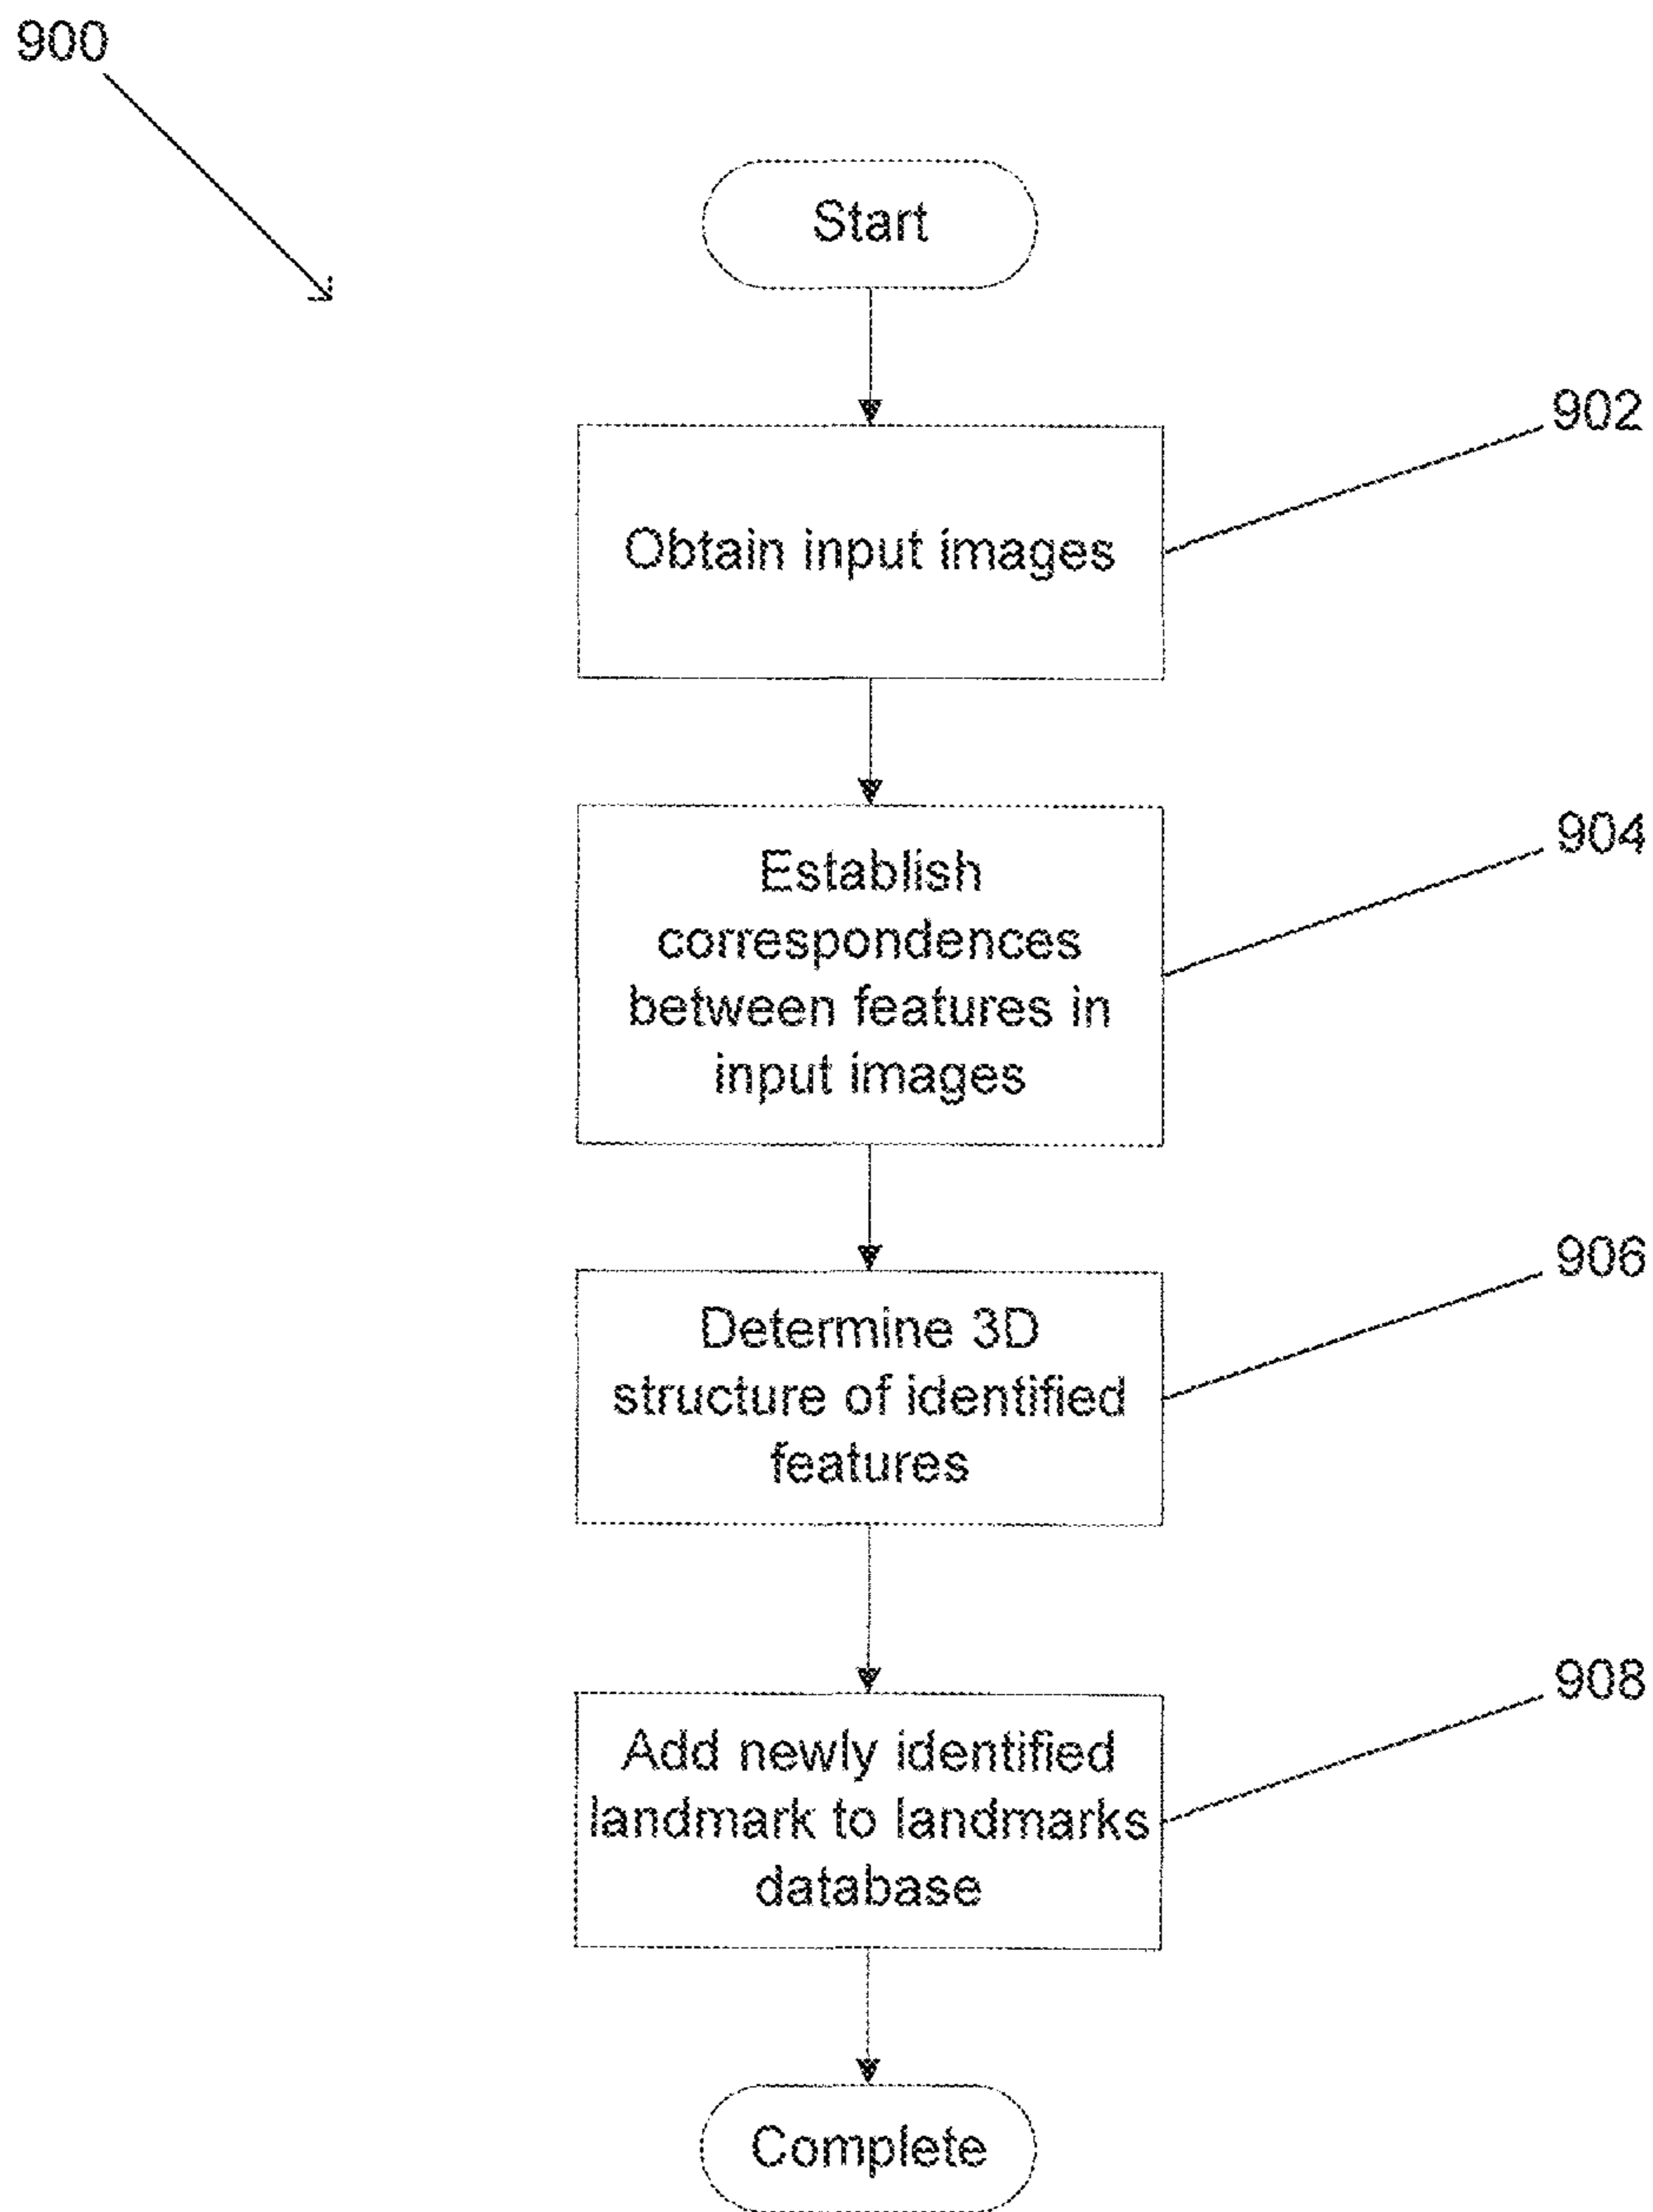 900
Start
902
Obtain input images
904
Establish
correspondences
between features in
input images
906
Determine 3D
structure of identified
features
908
Add newly identified
landmark to landmarks
database
Complete